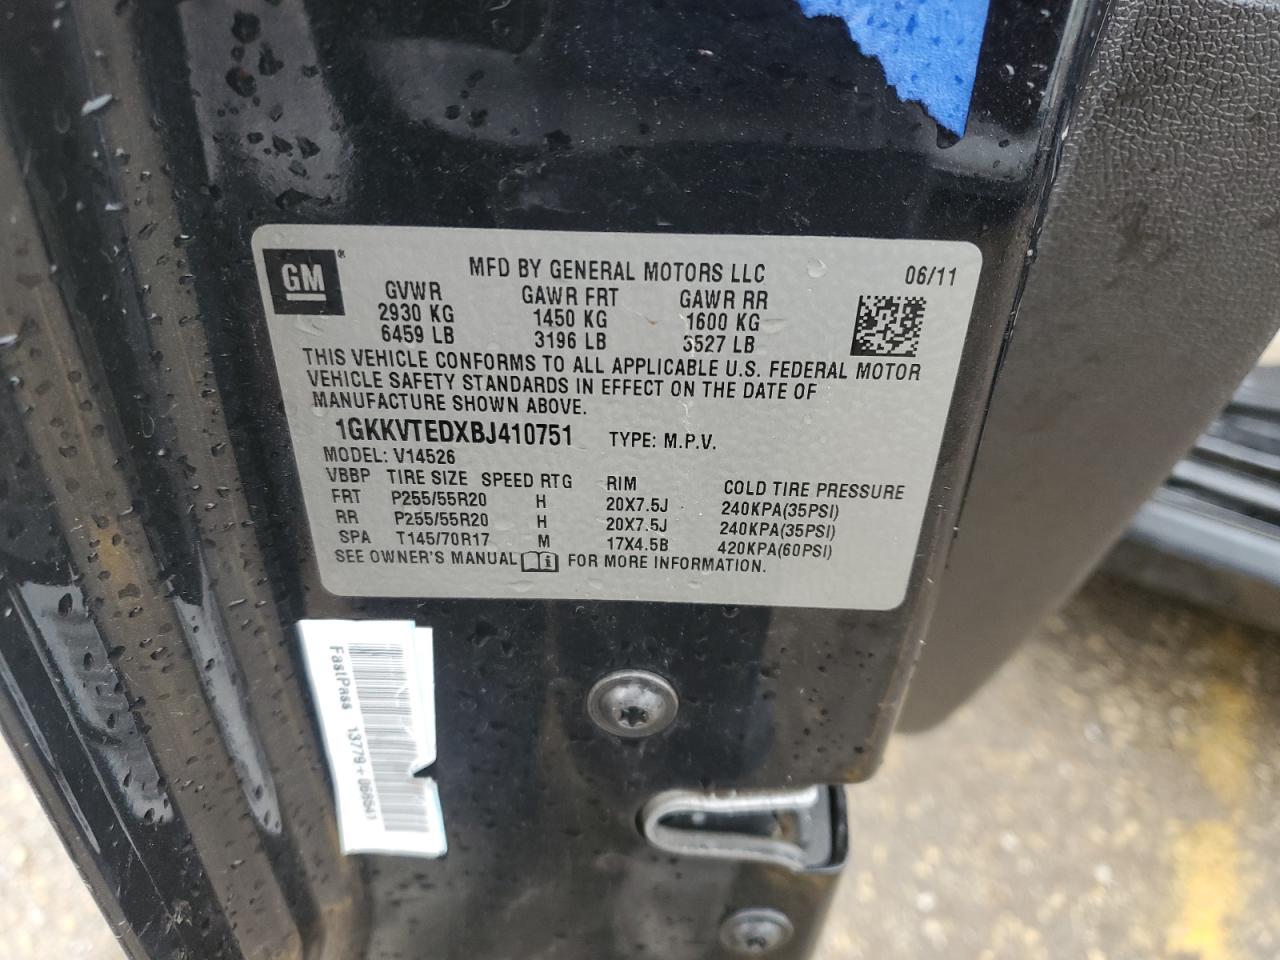 GM ®
MFD BY GENERAL MOTORS LLC 06/11
GVWR GAWR FRT GAWR RR
2930 KG 1450 KG 1600 KG
6459 LB 3196 LB 3527 LB
THIS VEHICLE CONFORMS TO ALL APPLICABLE U.S. FEDERAL MOTOR
VEHICLE SAFETY STANDARDS IN EFFECT ON THE DATE OF
MANUFACTURE SHOWN ABOVE.
1GKKVTEDXBJ410751 TYPE: M.P.V.
MODEL: V14526
VBBP TIRE SIZE SPEED RTG RIM COLD TIRE PRESSURE
FRT P255/55R20 H 20X7.5J 240KPA(35PSI)
RR P255/55R20 H 20X7.5J 240KPA(35PSI)
SPA T145/70R17 M 17X4.5B 420KPA(60PSI)
SEE OWNER'S MANUAL FOR MORE INFORMATION.
FastPass